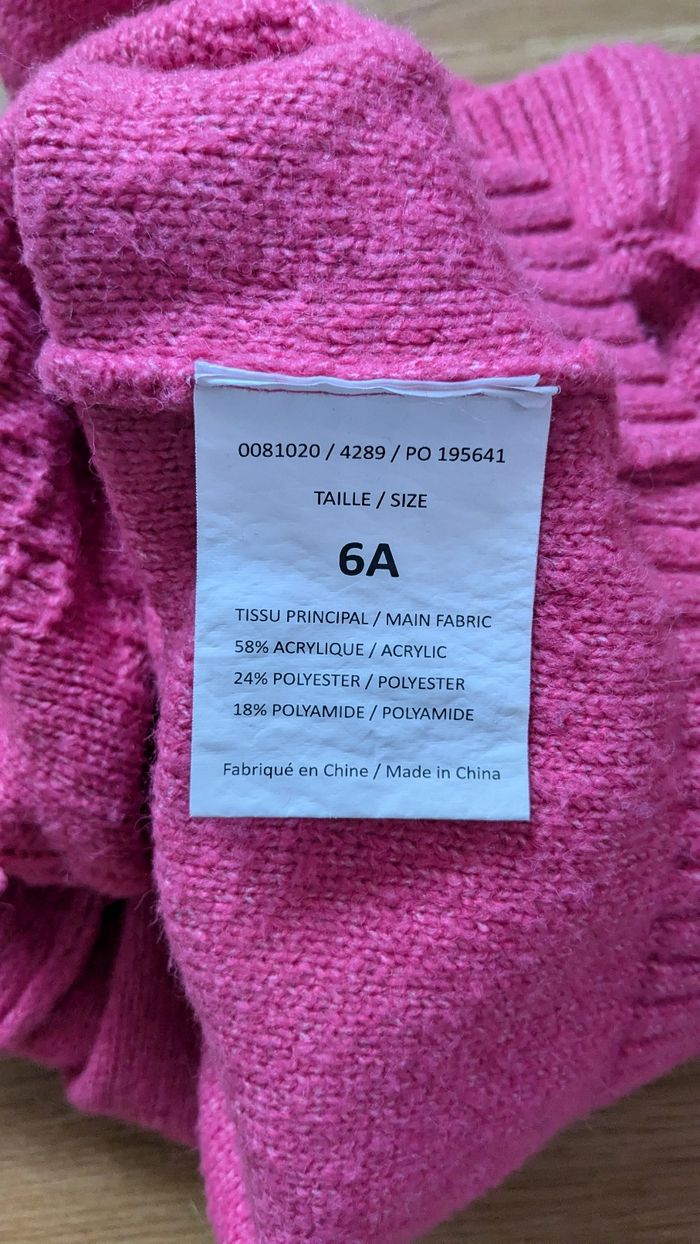 0081020 / 4289 / PO 195641
TAILLE / SIZE
6A
TISSU PRINCIPAL / MAIN FABRIC
58% ACRYLIQUE / ACRYLIC
24% POLYESTER / POLYESTER
18% POLYAMIDE / POLYAMIDE
Fabriqué en Chine / Made in China